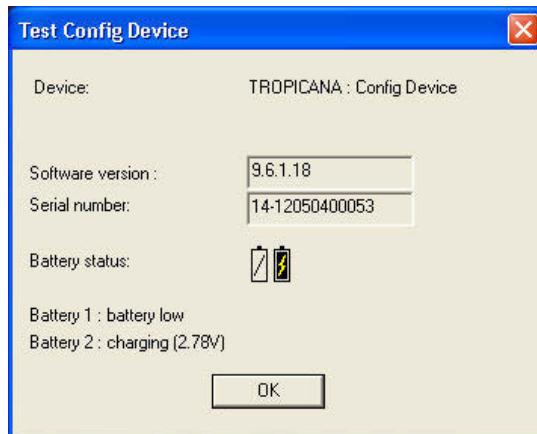 Test Config Device
Device: TROPICANA : Config Device
Software version : 9.6.1.18
Serial number: 14-12050400053
Battery status:
Battery 1 : battery low
Battery 2 : charging (2.78V)
OK